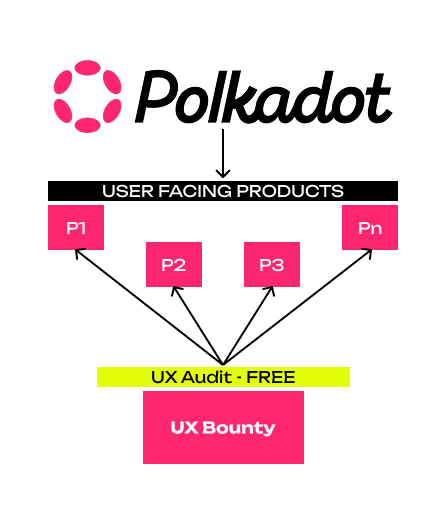 Polkadot
USER FACING PRODUCTS
P1
Pn
P2
P3
UX Audit - FREE
UX Bounty